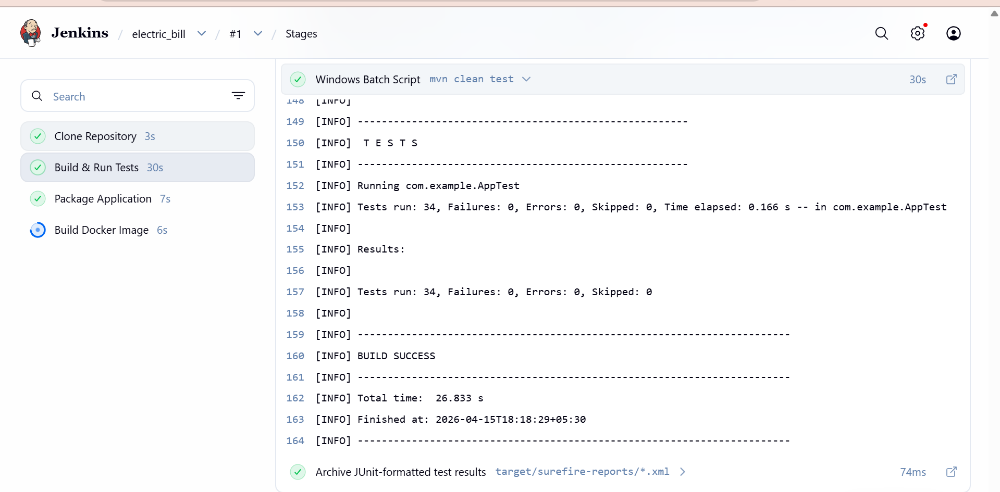 Jenkins / electric_bill / #1 / Stages
Search
Clone Repository 3s
Build & Run Tests 30s
Package Application 7s
Build Docker Image 6s
Windows Batch Script mvn clean test 30s
148 [INFO]
149 [INFO] -------------------------------------------------------
150 [INFO]  T E S T S
151 [INFO] -------------------------------------------------------
152 [INFO] Running com.example.AppTest
153 [INFO] Tests run: 34, Failures: 0, Errors: 0, Skipped: 0, Time elapsed: 0.166 s -- in com.example.AppTest
154 [INFO]
155 [INFO] Results:
156 [INFO]
157 [INFO] Tests run: 34, Failures: 0, Errors: 0, Skipped: 0
158 [INFO]
159 [INFO] ------------------------------------------------------------------------
160 [INFO] BUILD SUCCESS
161 [INFO] ------------------------------------------------------------------------
162 [INFO] Total time:  26.833 s
163 [INFO] Finished at: 2026-04-15T18:18:29+05:30
164 [INFO] ------------------------------------------------------------------------
Archive JUnit-formatted test results target/surefire-reports/*.xml 74ms